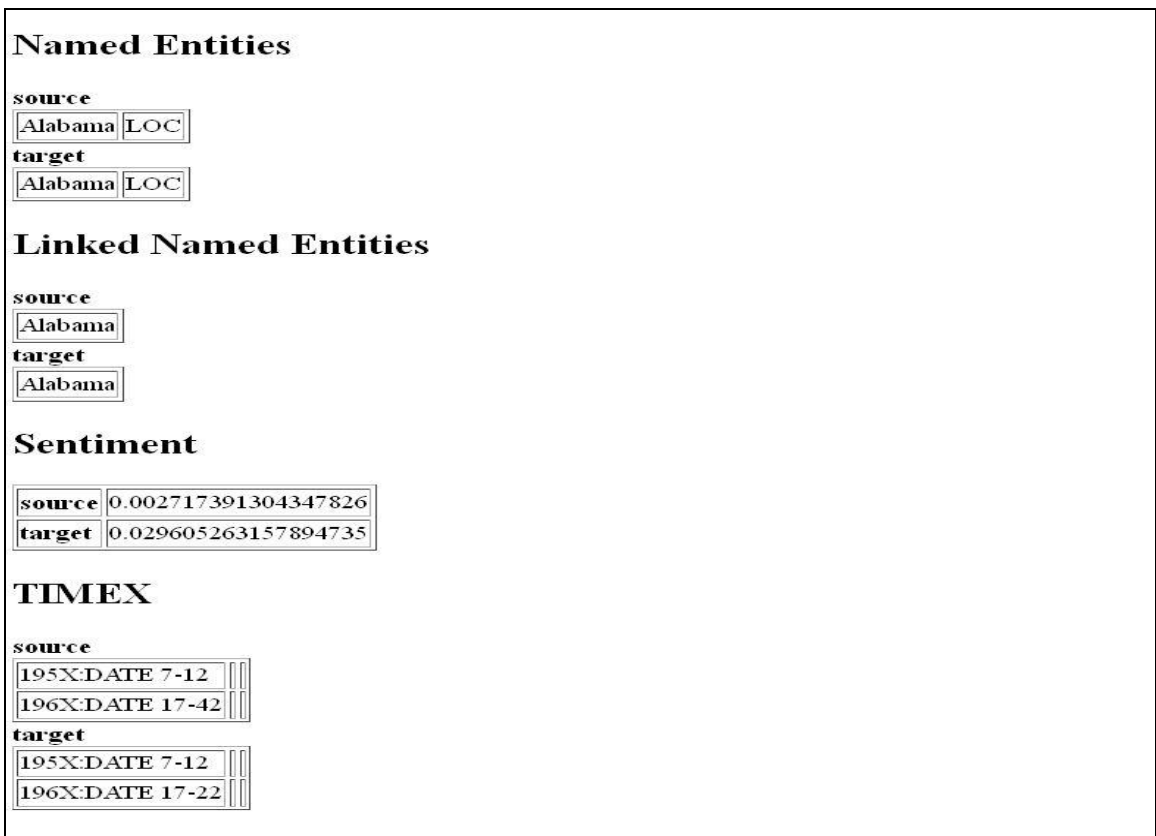 Named Entities
source
Alabama LOC
target
Alabama LOC
Linked Named Entities
source
Alabama
target
Alabama
Sentiment
source 0.002717391304347826
target 0.029605263157894735
TIMEX
source
195X:DATE 7-12
196X:DATE 17-42
target
195X:DATE 7-12
196X:DATE 17-22